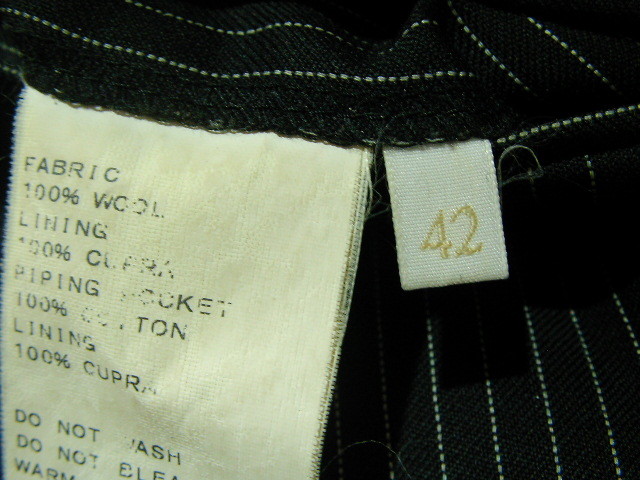 FABRIC
100% WOOL
LINING
100% CUPRA
PIPING POCKET
100% COTTON
LINING
100% CUPRA
DO NOT WASH
DO NOT BLEA
WARM
42